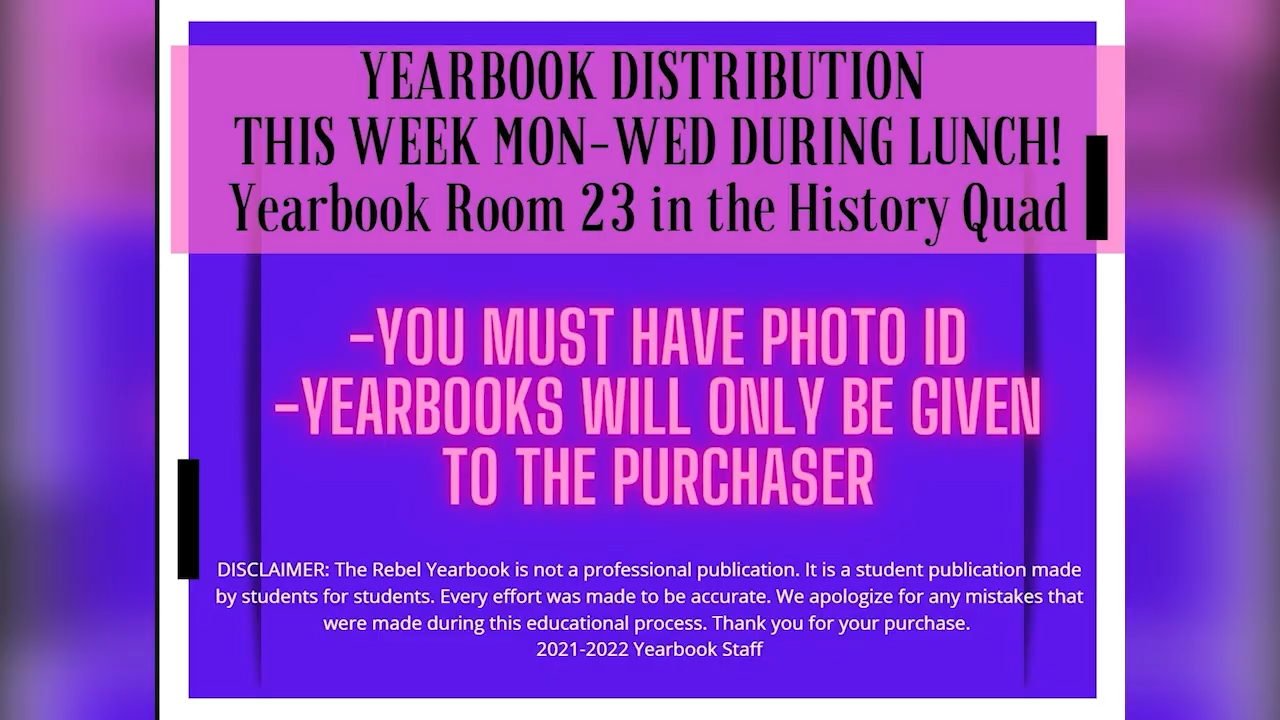 YEARBOOK DISTRIBUTION
THIS WEEK MON-WED DURING LUNCH!
Yearbook Room 23 in the History Quad
-YOU MUST HAVE PHOTO ID
-YEARBOOKS WILL ONLY BE GIVEN
TO THE PURCHASER
DISCLAIMER: The Rebel Yearbook is not a professional publication. It is a student publication made
by students for students. Every effort was made to be accurate. We apologize for any mistakes that
were made during this educational process. Thank you for your purchase.
2021-2022 Yearbook Staff